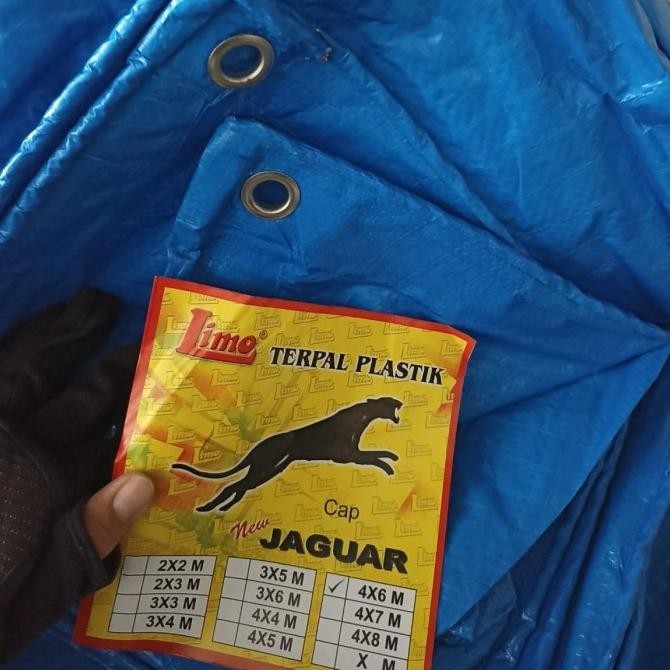 Limo®
TERPAL PLASTIK
Cap
New JAGUAR
2X2 M
2X3 M
3X3 M
3X4 M
3X5 M
3X6 M
4X4 M
4X5 M
✓ 4X6 M
4X7 M
4X8 M
X M